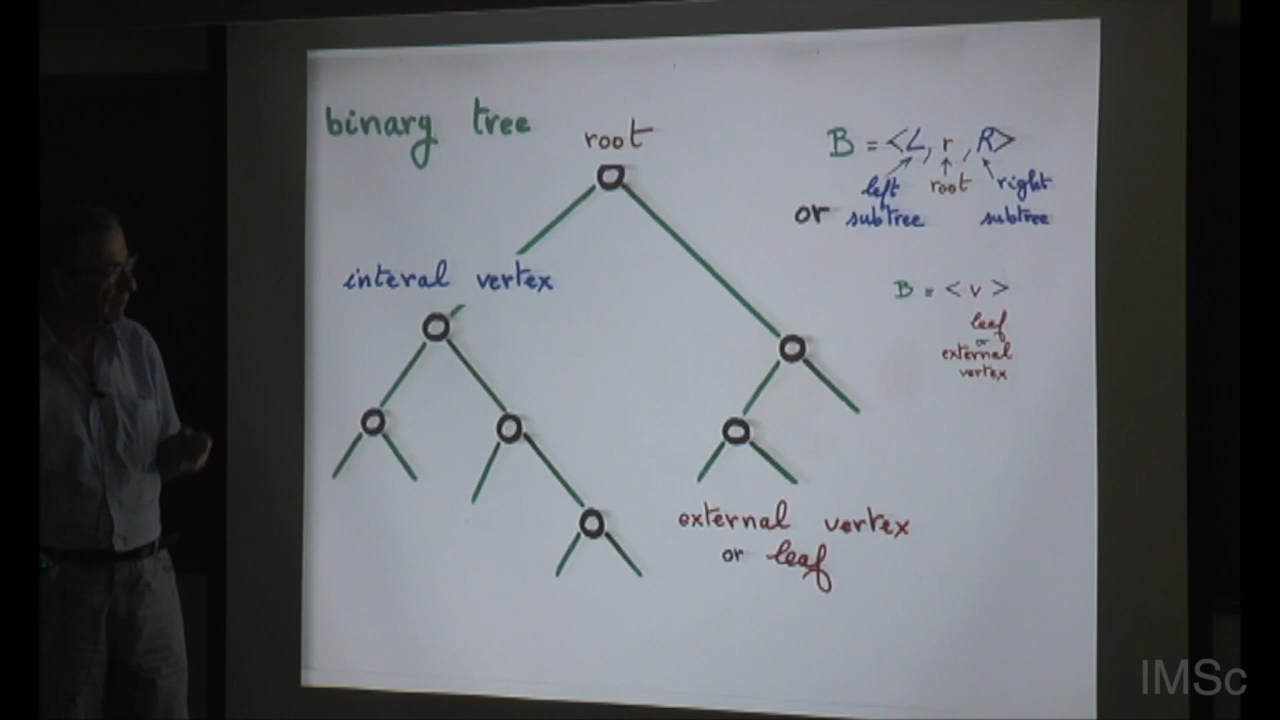 binary tree
root
B = <L, r, R>
left root right
or subtree subtree
interal vertex
B = < v >
leaf
or
external
vertex
external vertex
or leaf
IMSc